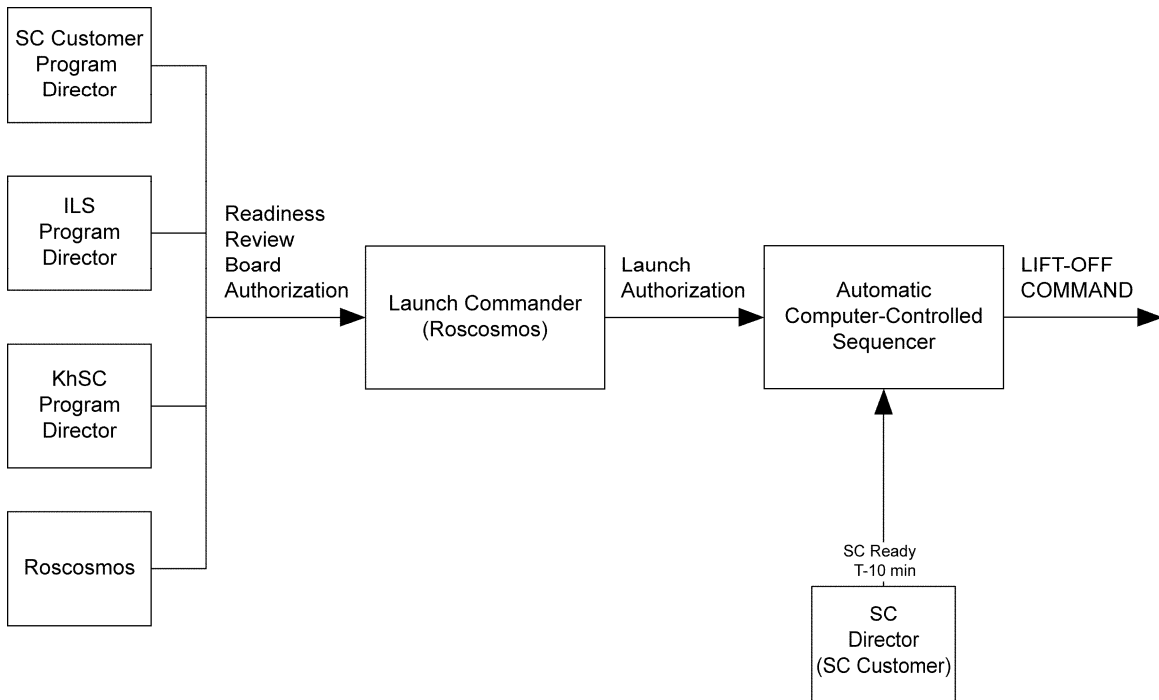 SC Customer
Program
Director
ILS
Program
Director
KhSC
Program
Director
Roscosmos
Readiness
Review
Board
Authorization
Launch Commander
(Roscosmos)
Launch
Authorization
Automatic
Computer-Controlled
Sequencer
LIFT-OFF
COMMAND
SC Ready
T-10 min
SC
Director
(SC Customer)